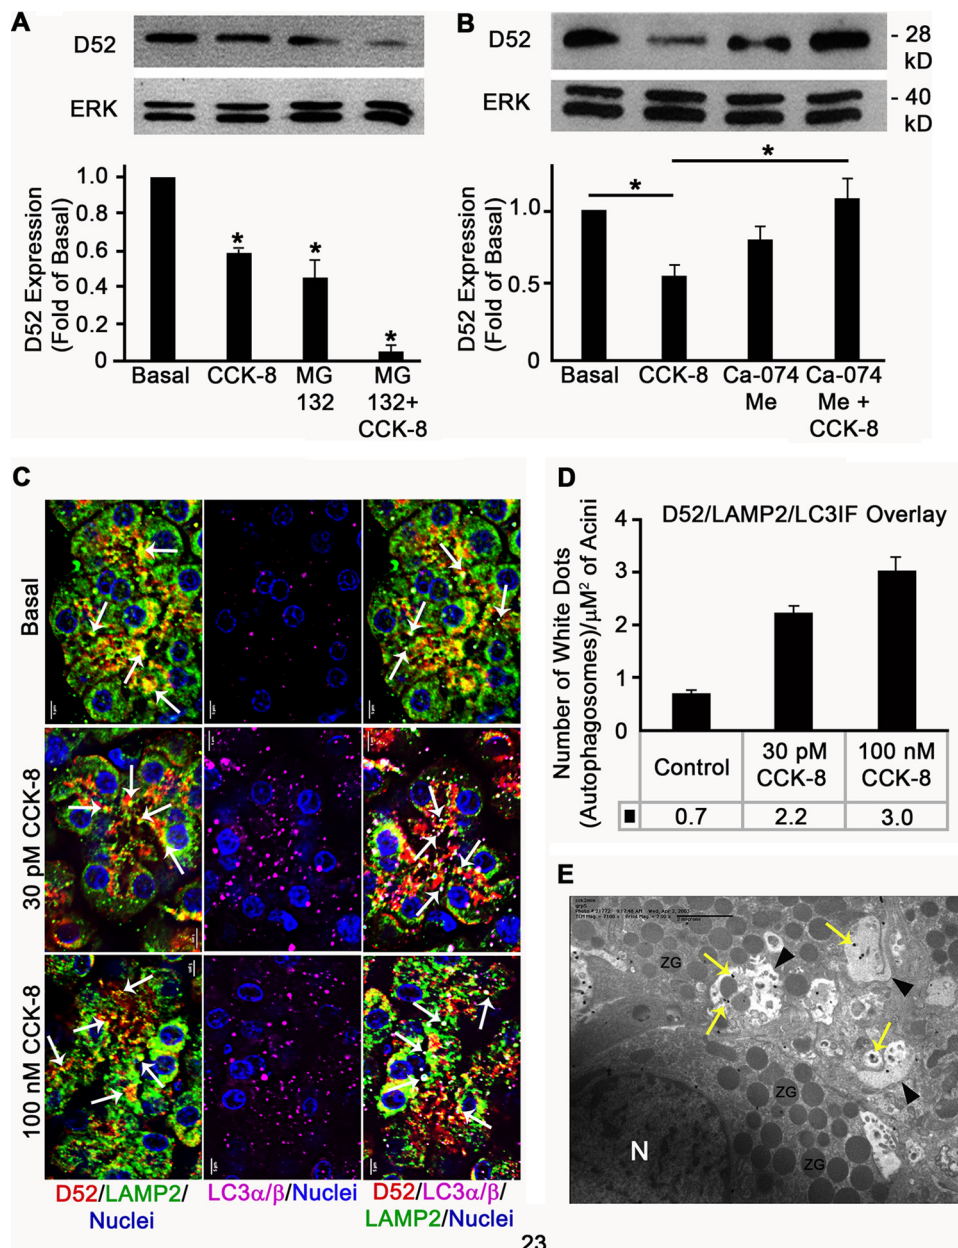 A
D52
ERK
D52 Expression
(Fold of Basal)
1.0
0.8
0.6
0.4
0.2
0
*
*
*
Basal
CCK-8
MG
132
MG
132+
CCK-8
B
D52
- 28
kD
ERK
- 40
kD
D52 Expression
(Fold of Basal)
1.0
0.5
0
*
*
Basal
CCK-8
Ca-074
Me
Ca-074
Me +
CCK-8
C
Basal
30 pM CCK-8
100 nM CCK-8
D52/LAMP2/
Nuclei
LC3α/β/Nuclei
D52/LC3α/β/
LAMP2/Nuclei
D
D52/LAMP2/LC3IF Overlay
Number of White Dots
(Autophagosomes)/µM² of Acini
4
3
2
1
0
Control
30 pM
CCK-8
100 nM
CCK-8
0.7
2.2
3.0
E
ZG
ZG
ZG
N
23